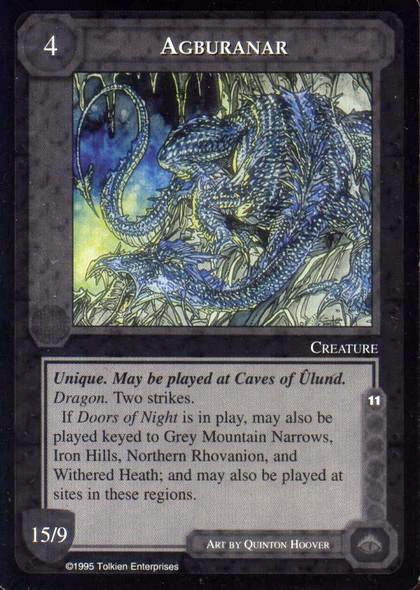 4
AGBURANAR
CREATURE
Unique. May be played at Caves of Ûlund.
Dragon. Two strikes.
If Doors of Night is in play, may also be
played keyed to Grey Mountain Narrows,
Iron Hills, Northern Rhovanion, and
Withered Heath; and may also be played at
sites in these regions.
11
15/9
ART BY QUINTON HOOVER
©1995 Tolkien Enterprises